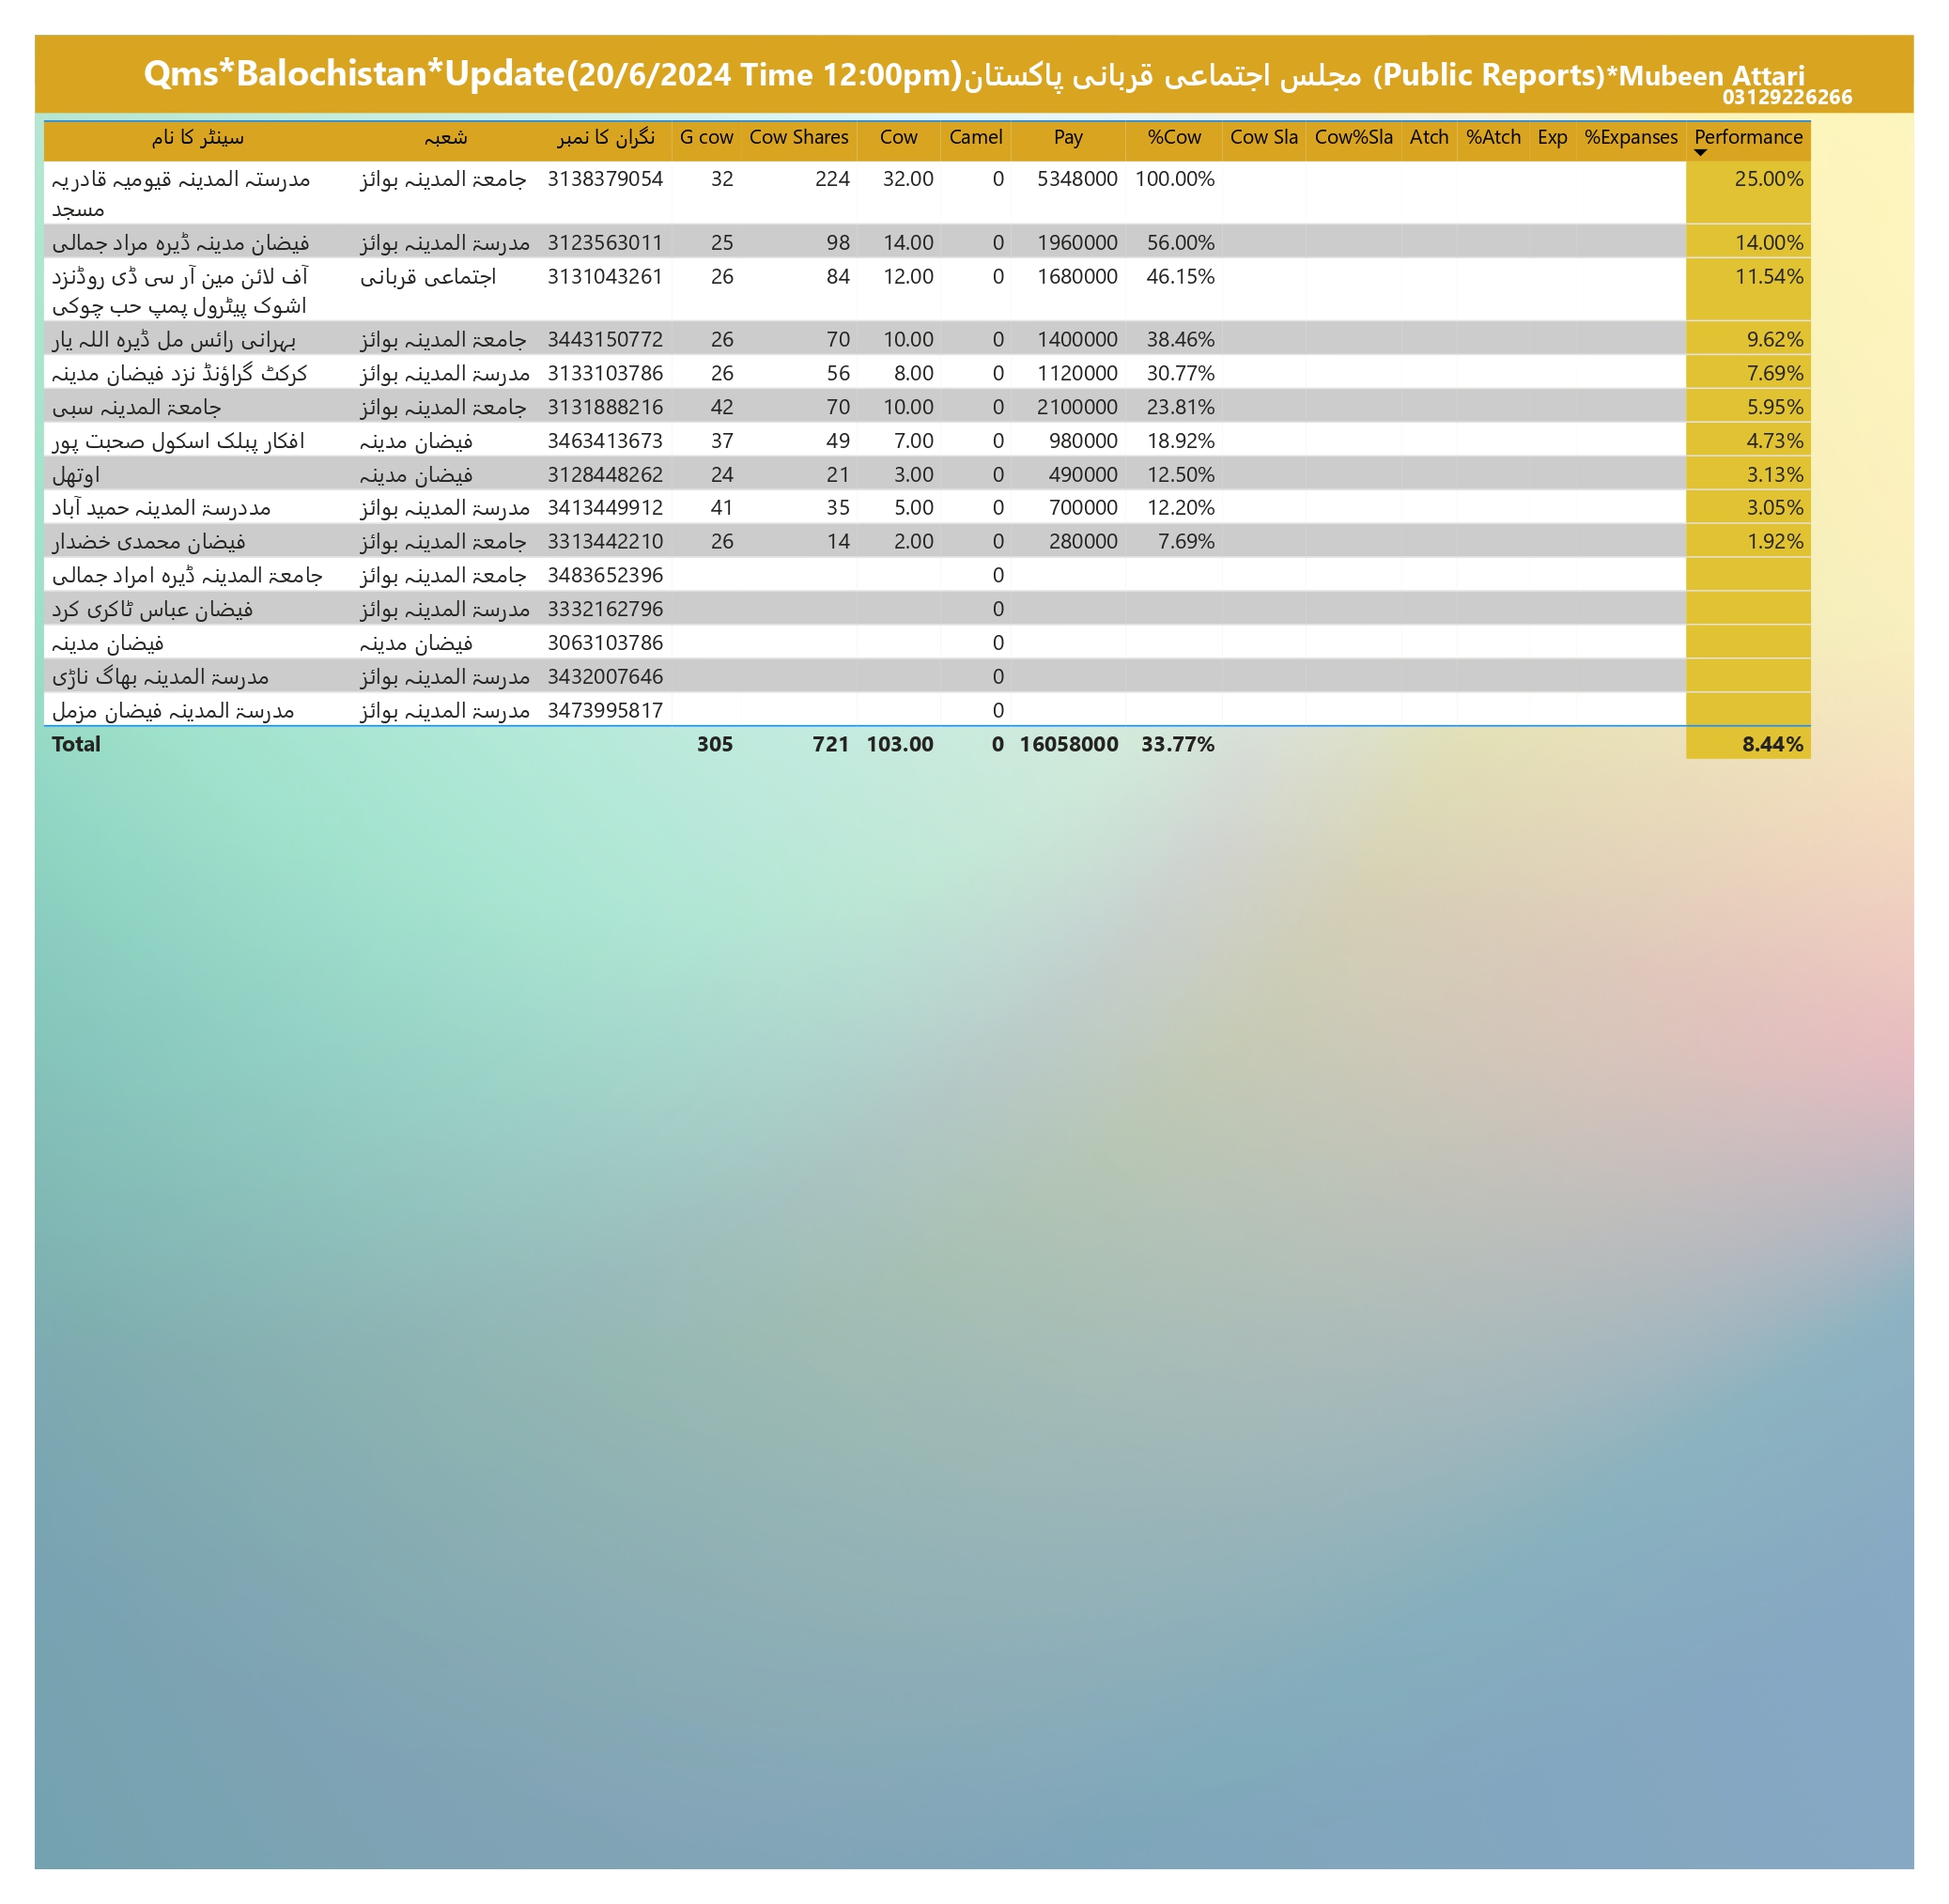 Qms*Balochistan*Update(20/6/2024 Time 12:00pm)مجلس اجتماعی قربانی پاکستان (Public Reports)*Mubeen Attari
03129226266
سینٹر کا نام شعبہ نگران کا نمبر G cow Cow Shares Cow Camel Pay %Cow Cow Sla Cow%Sla Atch %Atch Exp %Expanses Performance
مدرستہ المدینہ قیومیہ قادریہ جامعۃ المدینہ بوائز 3138379054 32 224 32.00 0 5348000 100.00% 25.00%
مسجد
فیضان مدینہ ڈیرہ مراد جمالی مدرسۃ المدینہ بوائز 3123563011 25 98 14.00 0 1960000 56.00% 14.00%
آف لائن مین آر سی ڈی روڈنزد اجتماعی قربانی 3131043261 26 84 12.00 0 1680000 46.15% 11.54%
اشوک پیٹرول پمپ حب چوکی
بہرانی رائس مل ڈیرہ اللہ یار جامعۃ المدینہ بوائز 3443150772 26 70 10.00 0 1400000 38.46% 9.62%
کرکٹ گراؤنڈ نزد فیضان مدینہ مدرسۃ المدینہ بوائز 3133103786 26 56 8.00 0 1120000 30.77% 7.69%
جامعۃ المدینہ سبی جامعۃ المدینہ بوائز 3131888216 42 70 10.00 0 2100000 23.81% 5.95%
افکار پبلک اسکول صحبت پور فیضان مدینہ 3463413673 37 49 7.00 0 980000 18.92% 4.73%
اوتھل فیضان مدینہ 3128448262 24 21 3.00 0 490000 12.50% 3.13%
مددرسۃ المدینہ حمید آباد مدرسۃ المدینہ بوائز 3413449912 41 35 5.00 0 700000 12.20% 3.05%
فیضان محمدی خضدار جامعۃ المدینہ بوائز 3313442210 26 14 2.00 0 280000 7.69% 1.92%
جامعۃ المدینہ ڈیرہ امراد جمالی جامعۃ المدینہ بوائز 3483652396 0
فیضان عباس ٹاکری کرد مدرسۃ المدینہ بوائز 3332162796 0
فیضان مدینہ فیضان مدینہ 3063103786 0
مدرسۃ المدینہ بھاگ ناڑی مدرسۃ المدینہ بوائز 3432007646 0
مدرسۃ المدینہ فیضان مزمل مدرسۃ المدینہ بوائز 3473995817 0
Total 305 721 103.00 0 16058000 33.77% 8.44%